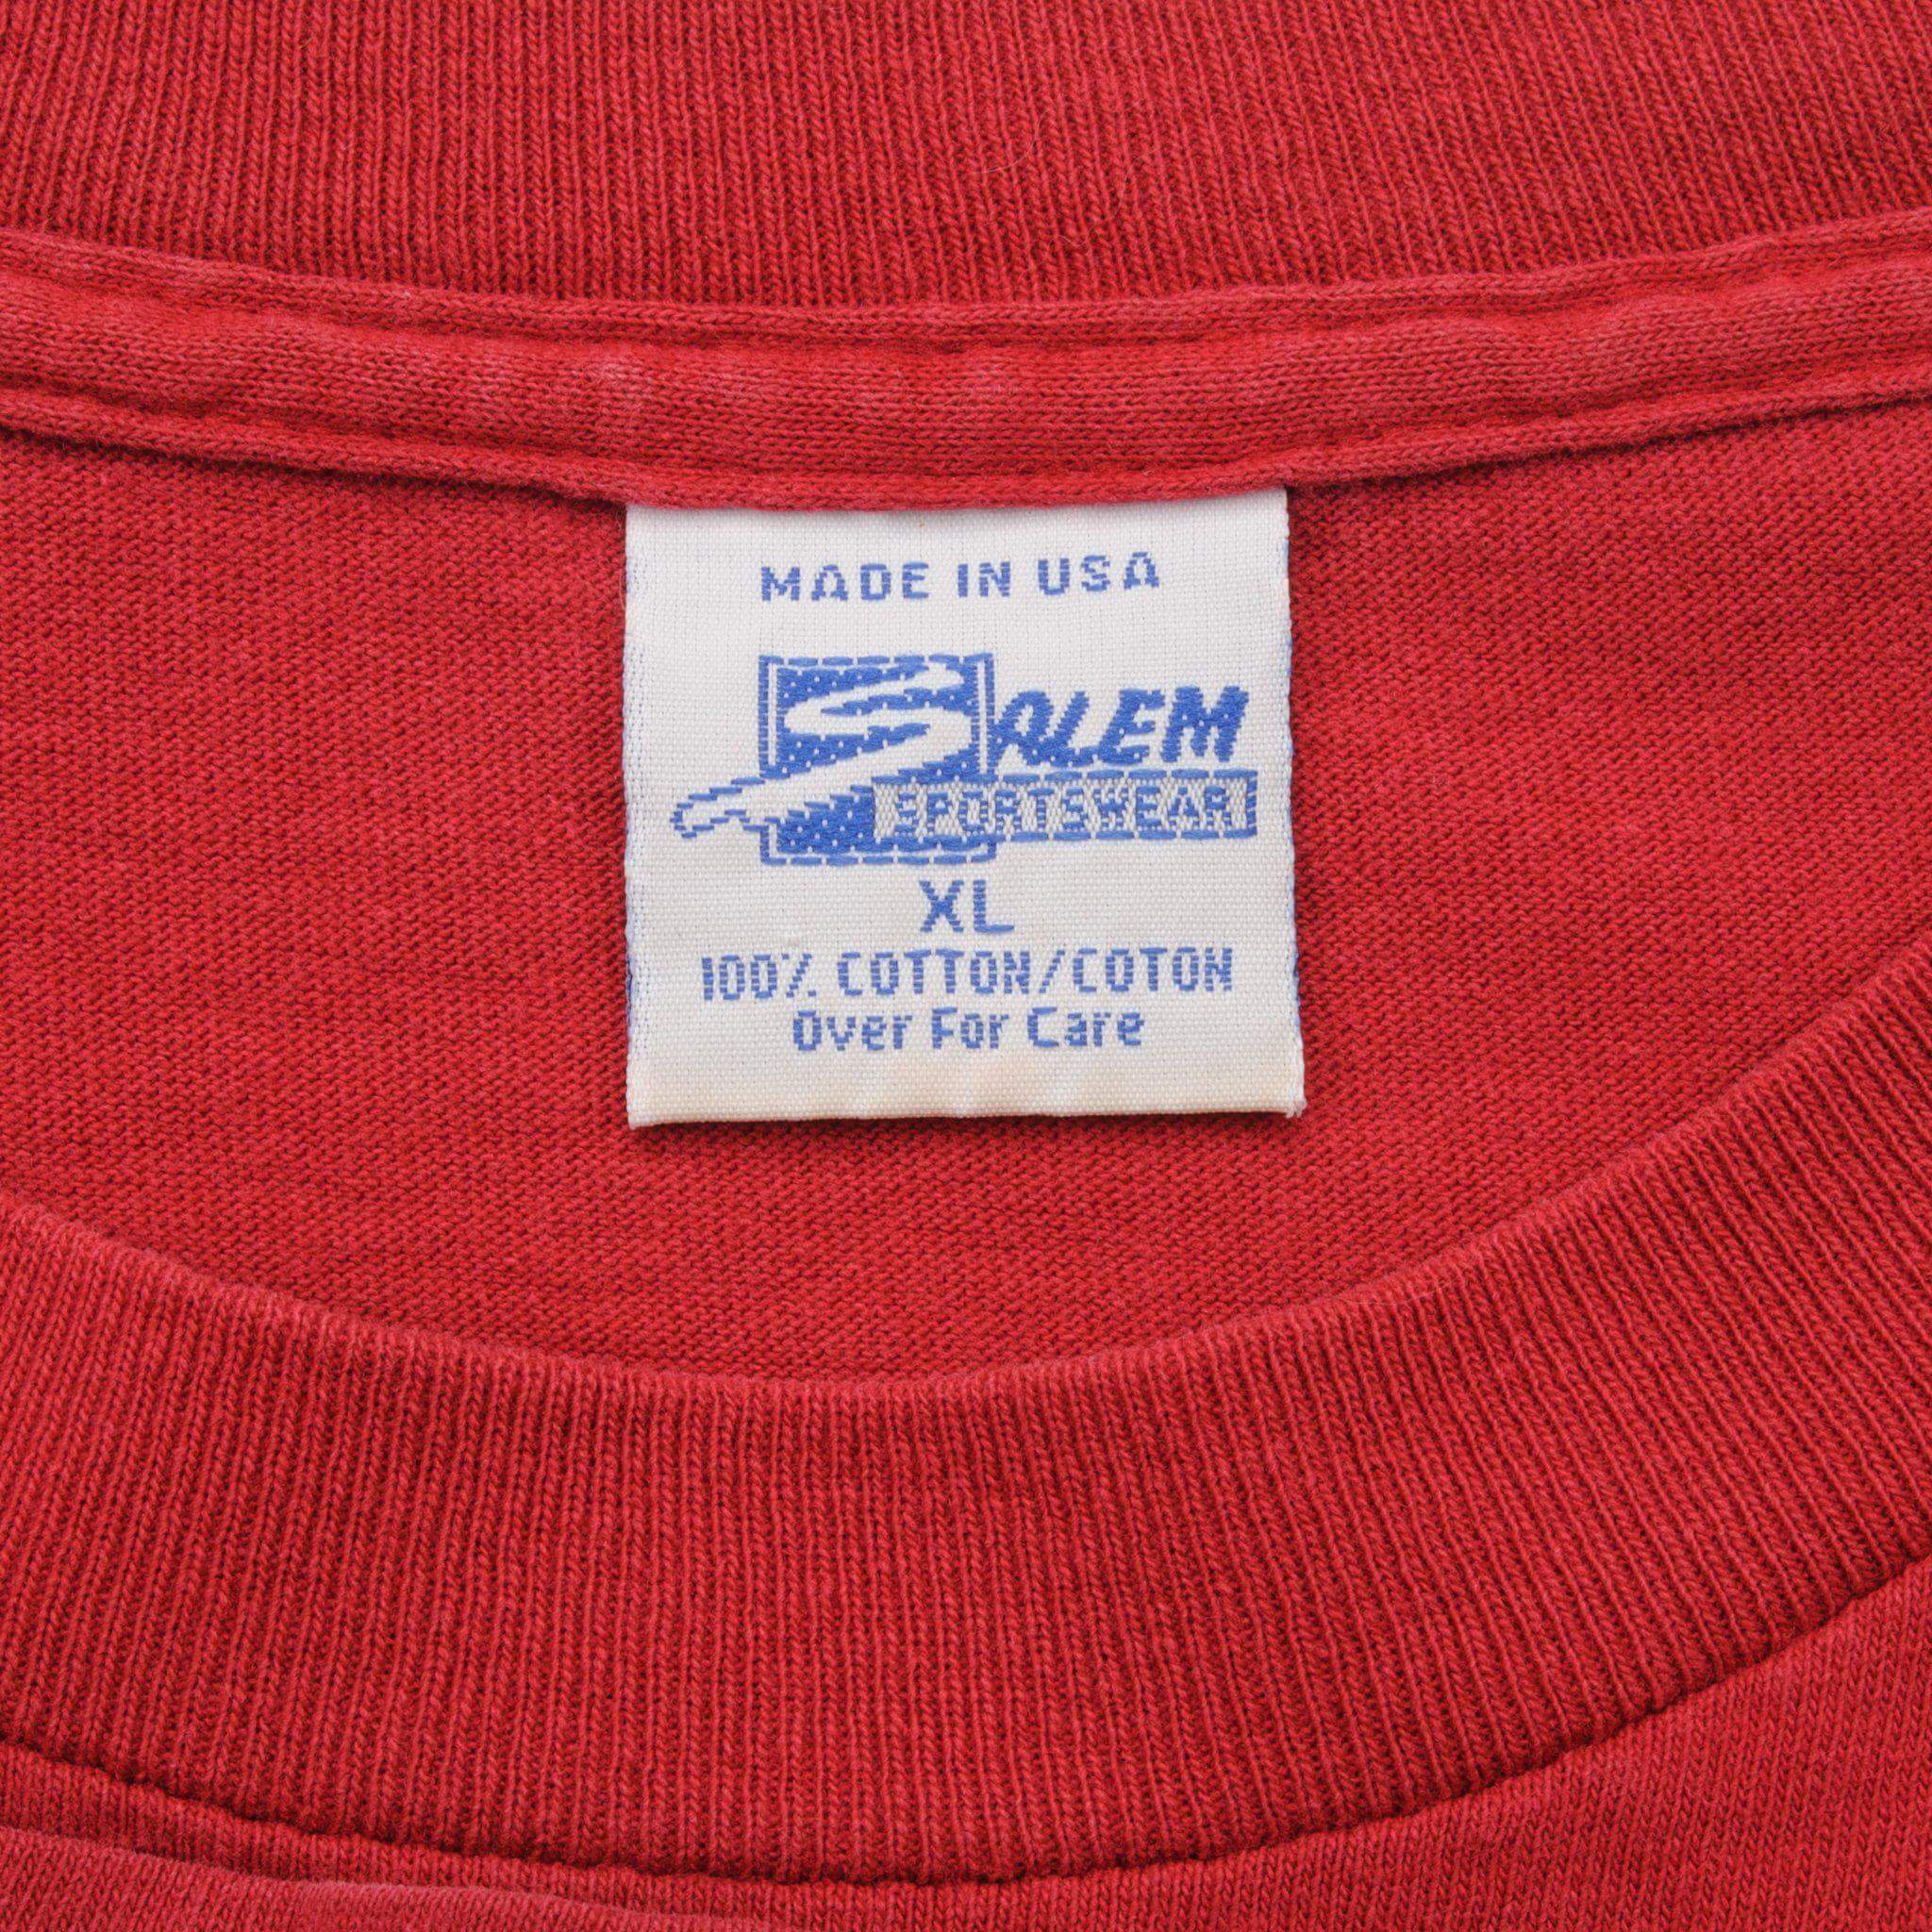 MADE IN USA
SALEM
SPORTSWEAR
XL
100% COTTON/COTON
Over For Care